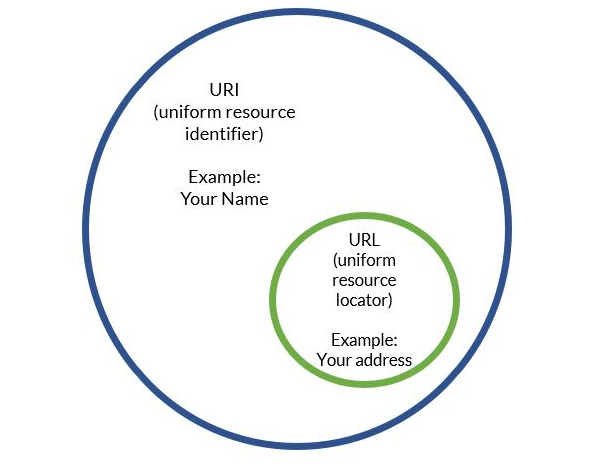 URI
(uniform resource
identifier)
Example:
Your Name
URL
(uniform
resource
locator)
Example:
Your address